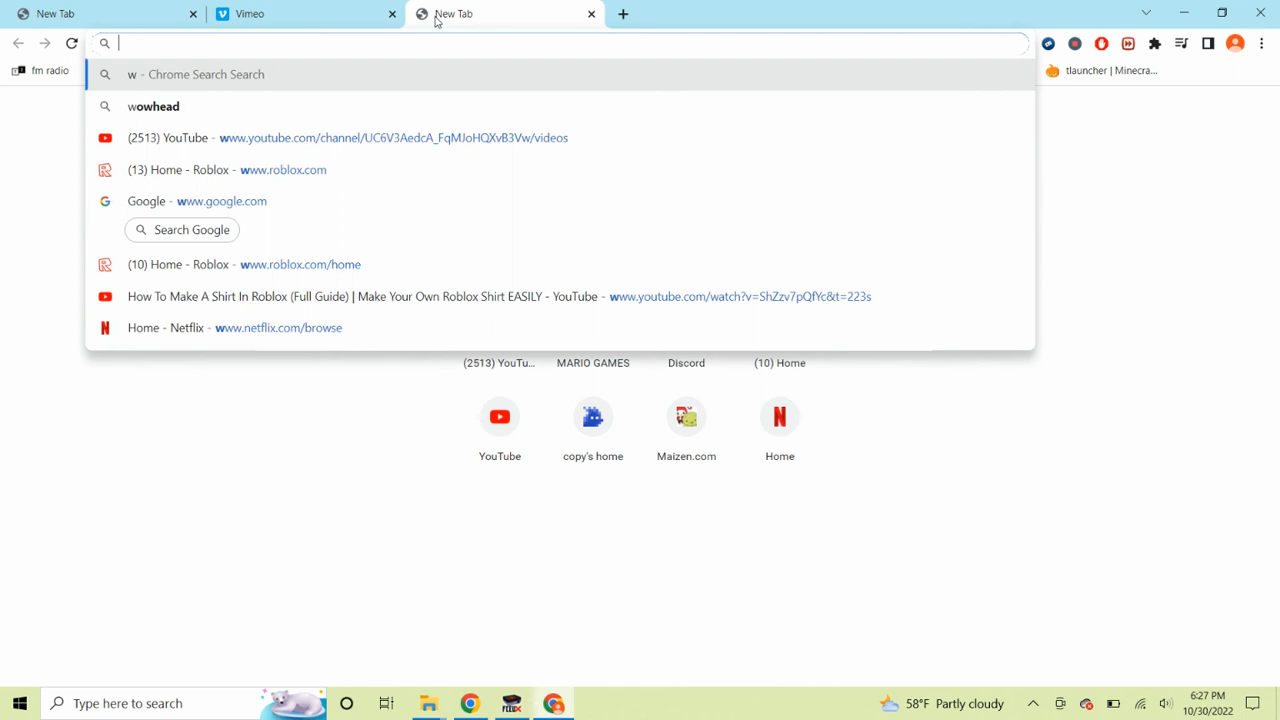 New Tab
Vimeo
New Tab
fm radio
tlauncher | Minecra...
w - Chrome Search Search
wowhead
(2513) YouTube - www.youtube.com/channel/UC6V3AedcA_FqMJoHQXvB3Vw/videos
(13) Home - Roblox - www.roblox.com
Google - www.google.com
Search Google
(10) Home - Roblox - www.roblox.com/home
How To Make A Shirt In Roblox (Full Guide) | Make Your Own Roblox Shirt EASILY - YouTube - www.youtube.com/watch?v=ShZzv7pQfYc&t=223s
Home - Netflix - www.netflix.com/browse
(2513) YouTu...
MARIO GAMES
Discord
(10) Home
YouTube
copy's home
Maizen.com
Home
Type here to search
58°F Partly cloudy
6:27 PM
10/30/2022